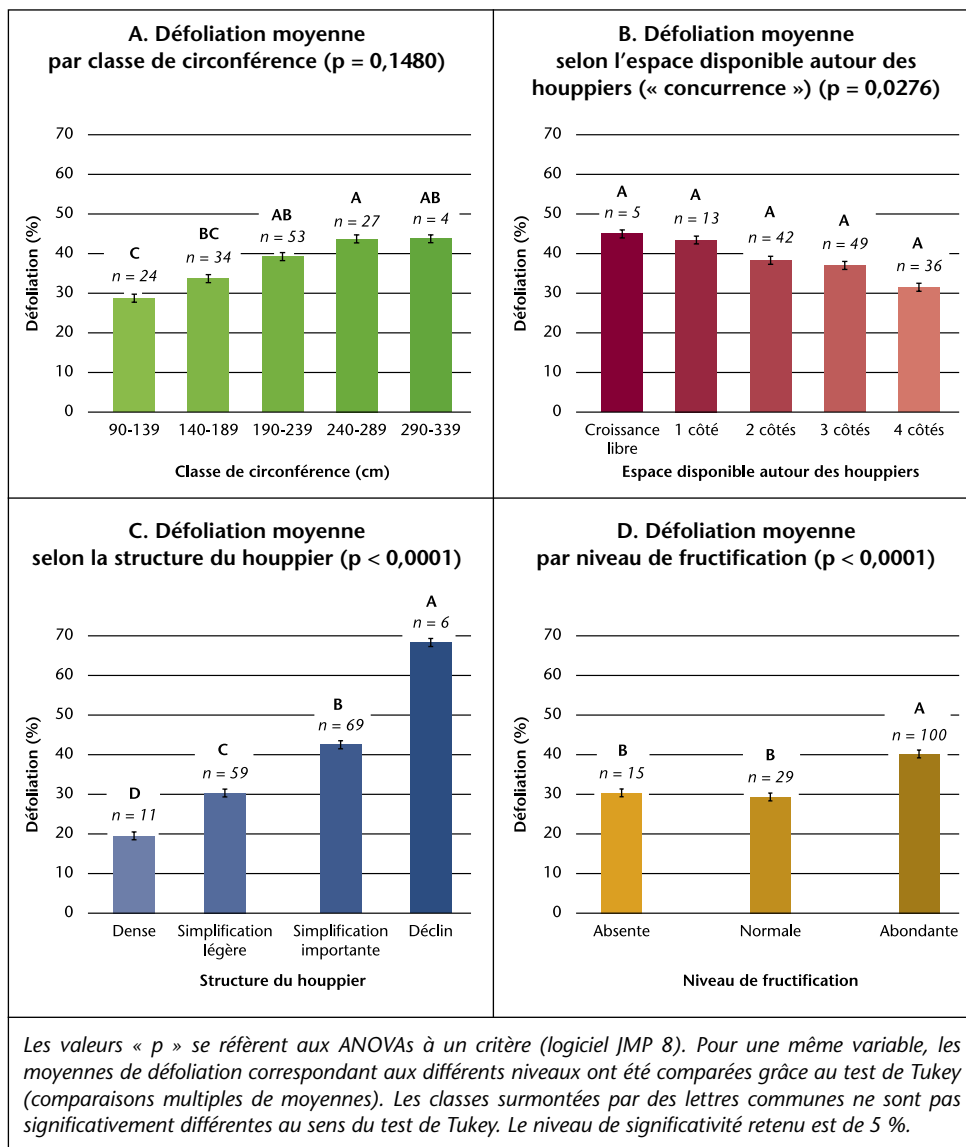 A. Défoliation moyenne
par classe de circonférence (p = 0,1480)
Défoliation (%)
70
60
50
40
30
20
10
0
C
n = 24
BC
n = 34
AB
n = 53
A
n = 27
AB
n = 4
90-139
140-189
190-239
240-289
290-339
Classe de circonférence (cm)
B. Défoliation moyenne
selon l'espace disponible autour des
houppiers (« concurrence ») (p = 0,0276)
Défoliation (%)
70
60
50
40
30
20
10
0
A
n = 5
A
n = 13
A
n = 42
A
n = 49
A
n = 36
Croissance
libre
1 côté
2 côtés
3 côtés
4 côtés
Espace disponible autour des houppiers
C. Défoliation moyenne
selon la structure du houppier (p < 0,0001)
Défoliation (%)
70
60
50
40
30
20
10
0
D
n = 11
C
n = 59
B
n = 69
A
n = 6
Dense
Simplification
légère
Simplification
importante
Déclin
Structure du houppier
D. Défoliation moyenne
par niveau de fructification (p < 0,0001)
Défoliation (%)
70
60
50
40
30
20
10
0
B
n = 15
B
n = 29
A
n = 100
Absente
Normale
Abondante
Niveau de fructification
Les valeurs « p » se réfèrent aux ANOVAs à un critère (logiciel JMP 8). Pour une même variable, les
moyennes de défoliation correspondant aux différents niveaux ont été comparées grâce au test de Tukey
(comparaisons multiples de moyennes). Les classes surmontées par des lettres communes ne sont pas
significativement différentes au sens du test de Tukey. Le niveau de significativité retenu est de 5 %.